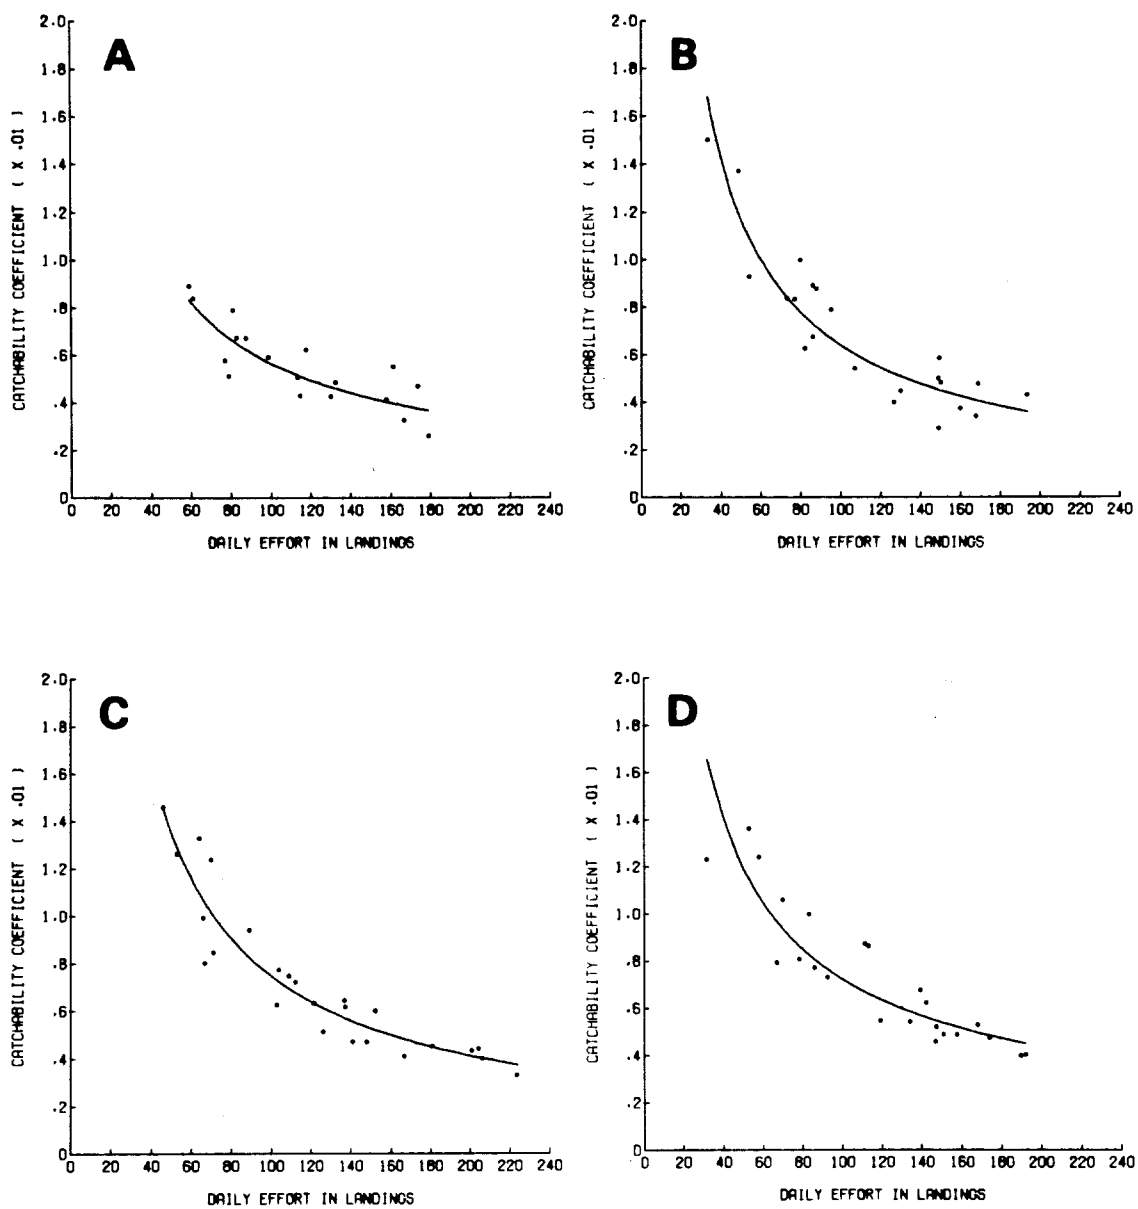 A
2.0
1.8
1.6
1.4
1.2
1.0
.8
.6
.4
.2
0
CATCHABILITY COEFFICIENT ( X .01 )
0 20 40 60 80 100 120 140 160 180 200 220 240
DAILY EFFORT IN LANDINGS
B
2.0
1.8
1.6
1.4
1.2
1.0
.8
.6
.4
.2
0
CATCHABILITY COEFFICIENT ( X .01 )
20 40 60 80 100 120 140 160 180 200 220 240
DAILY EFFORT IN LANDINGS
C
2.0
1.8
1.6
1.4
1.2
1.0
.8
.6
.4
.2
0
CATCHABILITY COEFFICIENT ( X .01 )
0 20 40 60 80 100 120 140 160 180 200 220 240
DAILY EFFORT IN LANDINGS
D
2.0
1.8
1.6
1.4
1.2
1.0
.8
.6
.4
.2
0
CATCHABILITY COEFFICIENT ( X .01 )
0 20 40 60 80 100 120 140 160 180 200 220 240
DAILY EFFORT IN LANDINGS